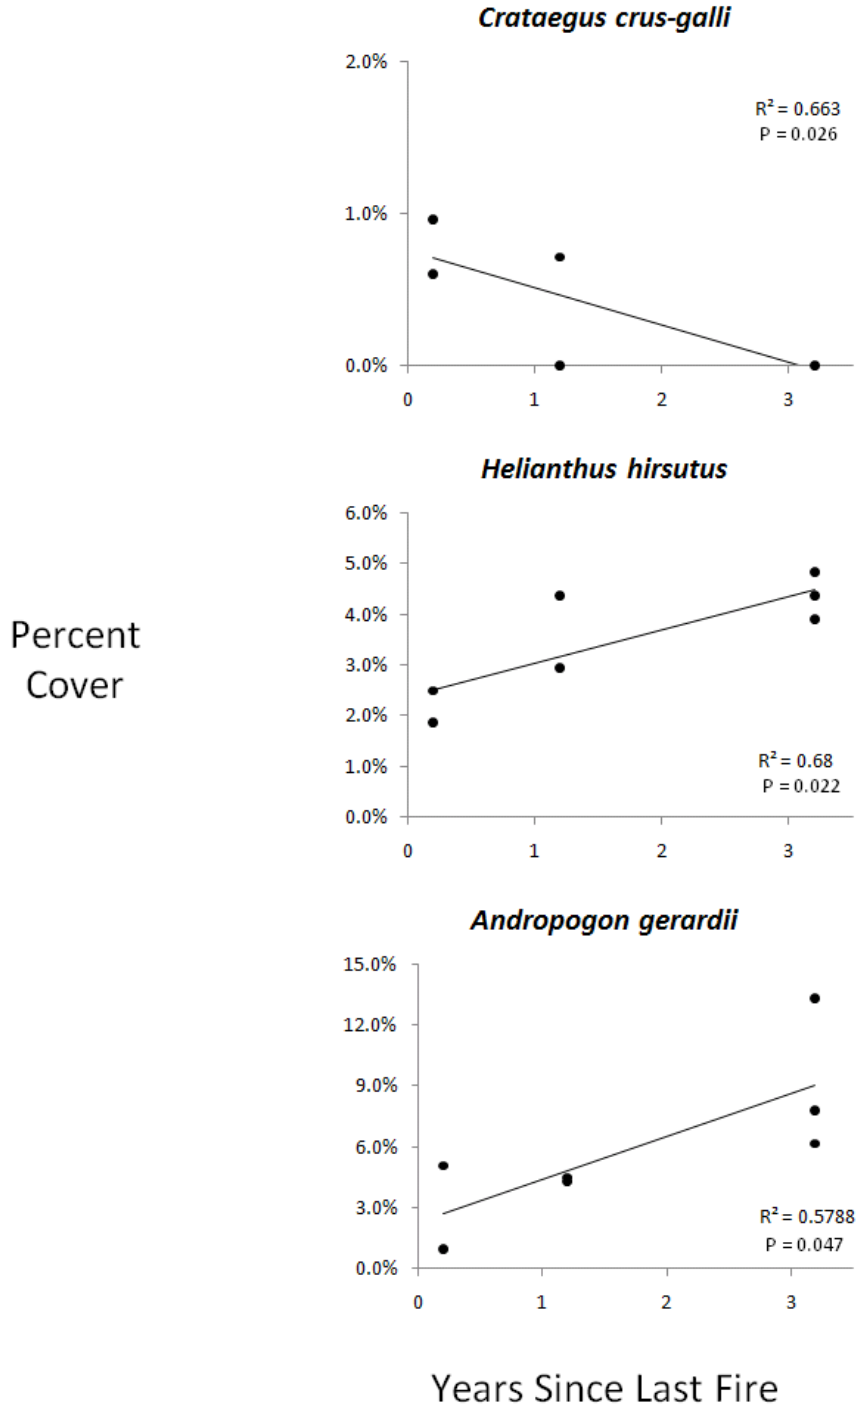 Crataegus crus-galli
2.0%
R² = 0.663
P = 0.026
1.0%
0.0%
0 1 2 3
Helianthus hirsutus
6.0%
5.0%
4.0%
Percent
Cover
3.0%
2.0%
1.0%
R² = 0.68
P = 0.022
0.0%
0 1 2 3
Andropogon gerardii
15.0%
12.0%
9.0%
6.0%
3.0%
R² = 0.5788
P = 0.047
0.0%
0 1 2 3
Years Since Last Fire